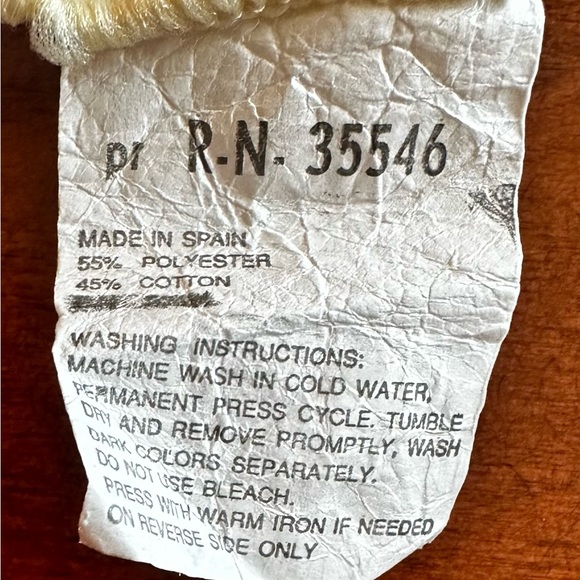 pr R-N- 35546
MADE IN SPAIN
55% POLYESTER
45% COTTON
WASHING INSTRUCTIONS:
MACHINE WASH IN COLD WATER,
PERMANENT PRESS CYCLE. TUMBLE
DRY AND REMOVE PROMPTLY, WASH
DARK COLORS SEPARATELY.
DO NOT USE BLEACH.
PRESS WITH WARM IRON IF NEEDED
ON REVERSE SIDE ONLY